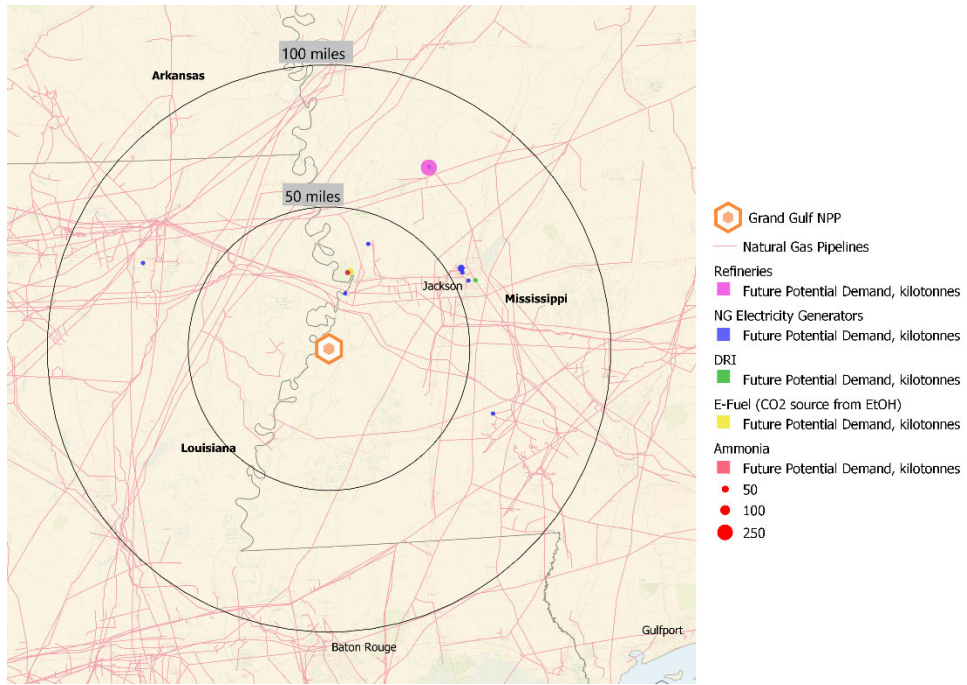 100 miles
Arkansas
50 miles
Jackson
Mississippi
Louisiana
Baton Rouge
Gulfport
Grand Gulf NPP
Natural Gas Pipelines
Refineries
Future Potential Demand, kilotonnes
NG Electricity Generators
Future Potential Demand, kilotonnes
DRI
Future Potential Demand, kilotonnes
E-Fuel (CO2 source from EtOH)
Future Potential Demand, kilotonnes
Ammonia
Future Potential Demand, kilotonnes
50
100
250